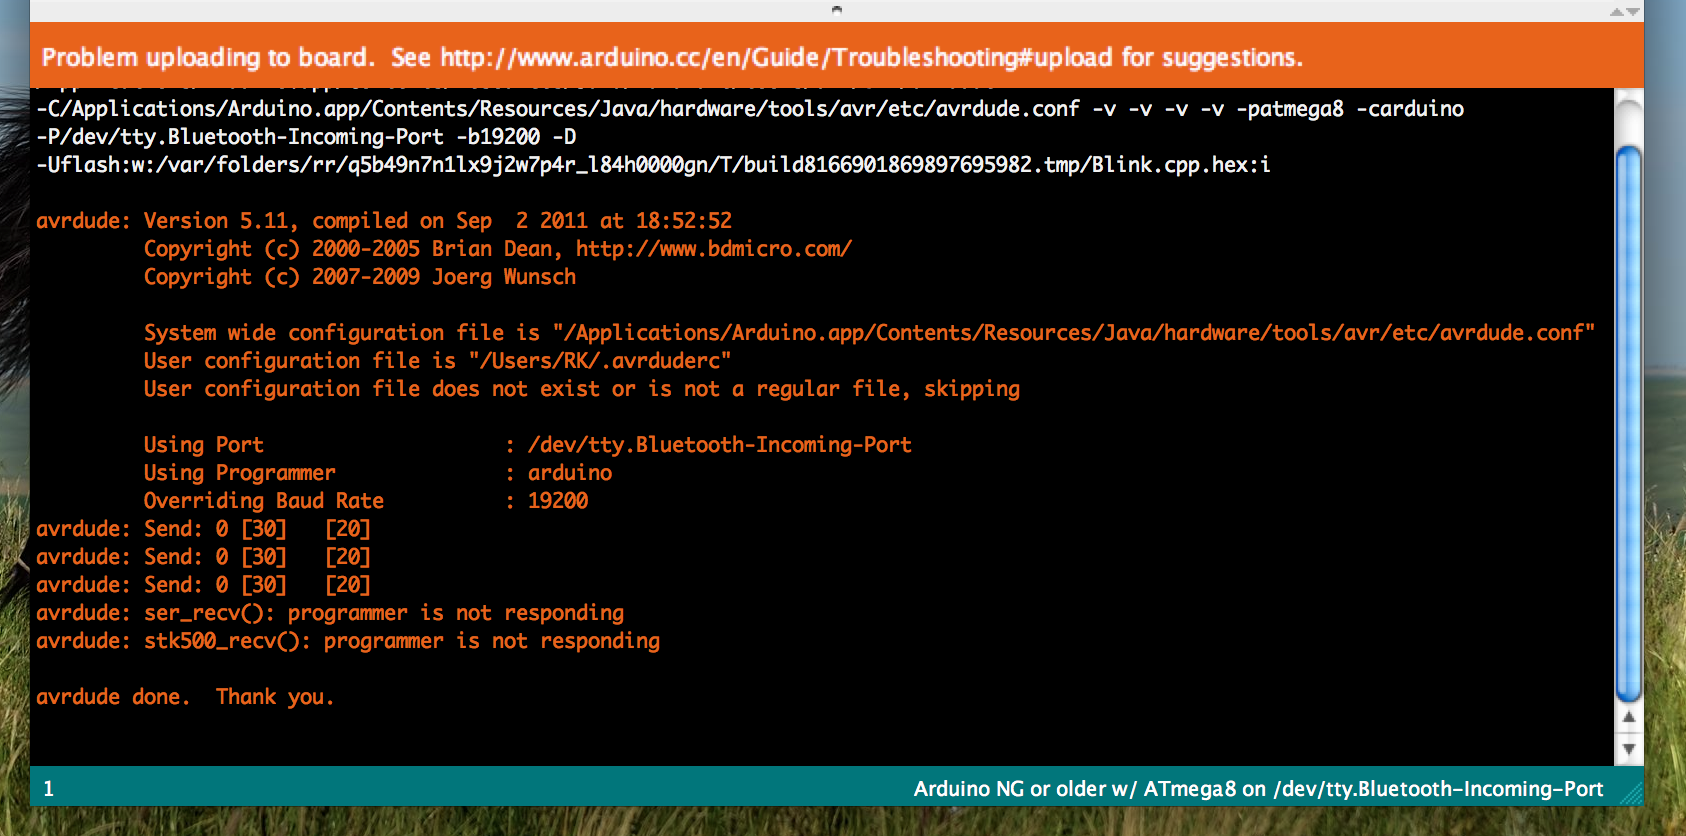 Problem uploading to board.  See http://www.arduino.cc/en/Guide/Troubleshooting#upload for suggestions.
-C/Applications/Arduino.app/Contents/Resources/Java/hardware/tools/avr/etc/avrdude.conf -v -v -v -v -patmega8 -carduino
-P/dev/tty.Bluetooth-Incoming-Port -b19200 -D
-Uflash:w:/var/folders/rr/q5b49n7n1lx9j2w7p4r_l84h0000gn/T/build8166901869897695982.tmp/Blink.cpp.hex:i
avrdude: Version 5.11, compiled on Sep  2 2011 at 18:52:52
Copyright (c) 2000-2005 Brian Dean, http://www.bdmicro.com/
Copyright (c) 2007-2009 Joerg Wunsch
System wide configuration file is "/Applications/Arduino.app/Contents/Resources/Java/hardware/tools/avr/etc/avrdude.conf"
User configuration file is "/Users/RK/.avrduderc"
User configuration file does not exist or is not a regular file, skipping
Using Port                    : /dev/tty.Bluetooth-Incoming-Port
Using Programmer              : arduino
Overriding Baud Rate          : 19200
avrdude: Send: 0 [30]   [20]
avrdude: Send: 0 [30]   [20]
avrdude: Send: 0 [30]   [20]
avrdude: ser_recv(): programmer is not responding
avrdude: stk500_recv(): programmer is not responding
avrdude done.  Thank you.
1
Arduino NG or older w/ ATmega8 on /dev/tty.Bluetooth-Incoming-Port